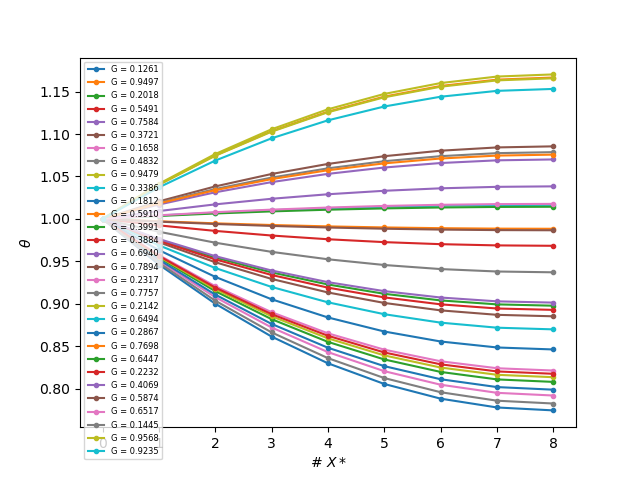 1.15
1.10
1.05
1.00
0.95
0.90
0.85
0.80
θ
G = 0.1261
G = 0.9497
G = 0.2018
G = 0.5491
G = 0.7584
G = 0.3721
G = 0.1658
G = 0.4832
G = 0.9479
G = 0.3386
G = 0.1812
G = 0.5910
G = 0.3991
G = 0.3884
G = 0.6940
G = 0.7894
G = 0.2317
G = 0.7757
G = 0.2142
G = 0.6494
G = 0.2867
G = 0.7698
G = 0.6447
G = 0.2232
G = 0.4069
G = 0.5874
G = 0.6517
G = 0.1445
G = 0.9568
G = 0.9235
0 1 2 3 4 5 6 7 8
# X *